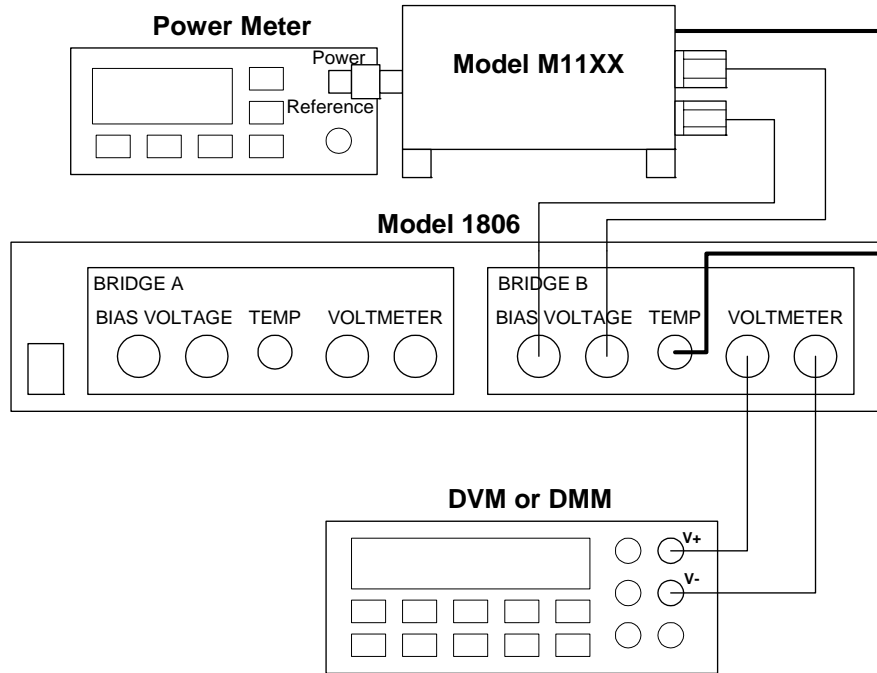 Power Meter
Power
Reference
Model M11XX
Model 1806
BRIDGE A
BIAS VOLTAGE TEMP VOLTMETER
BRIDGE B
BIAS VOLTAGE TEMP VOLTMETER
DVM or DMM
V+
V-